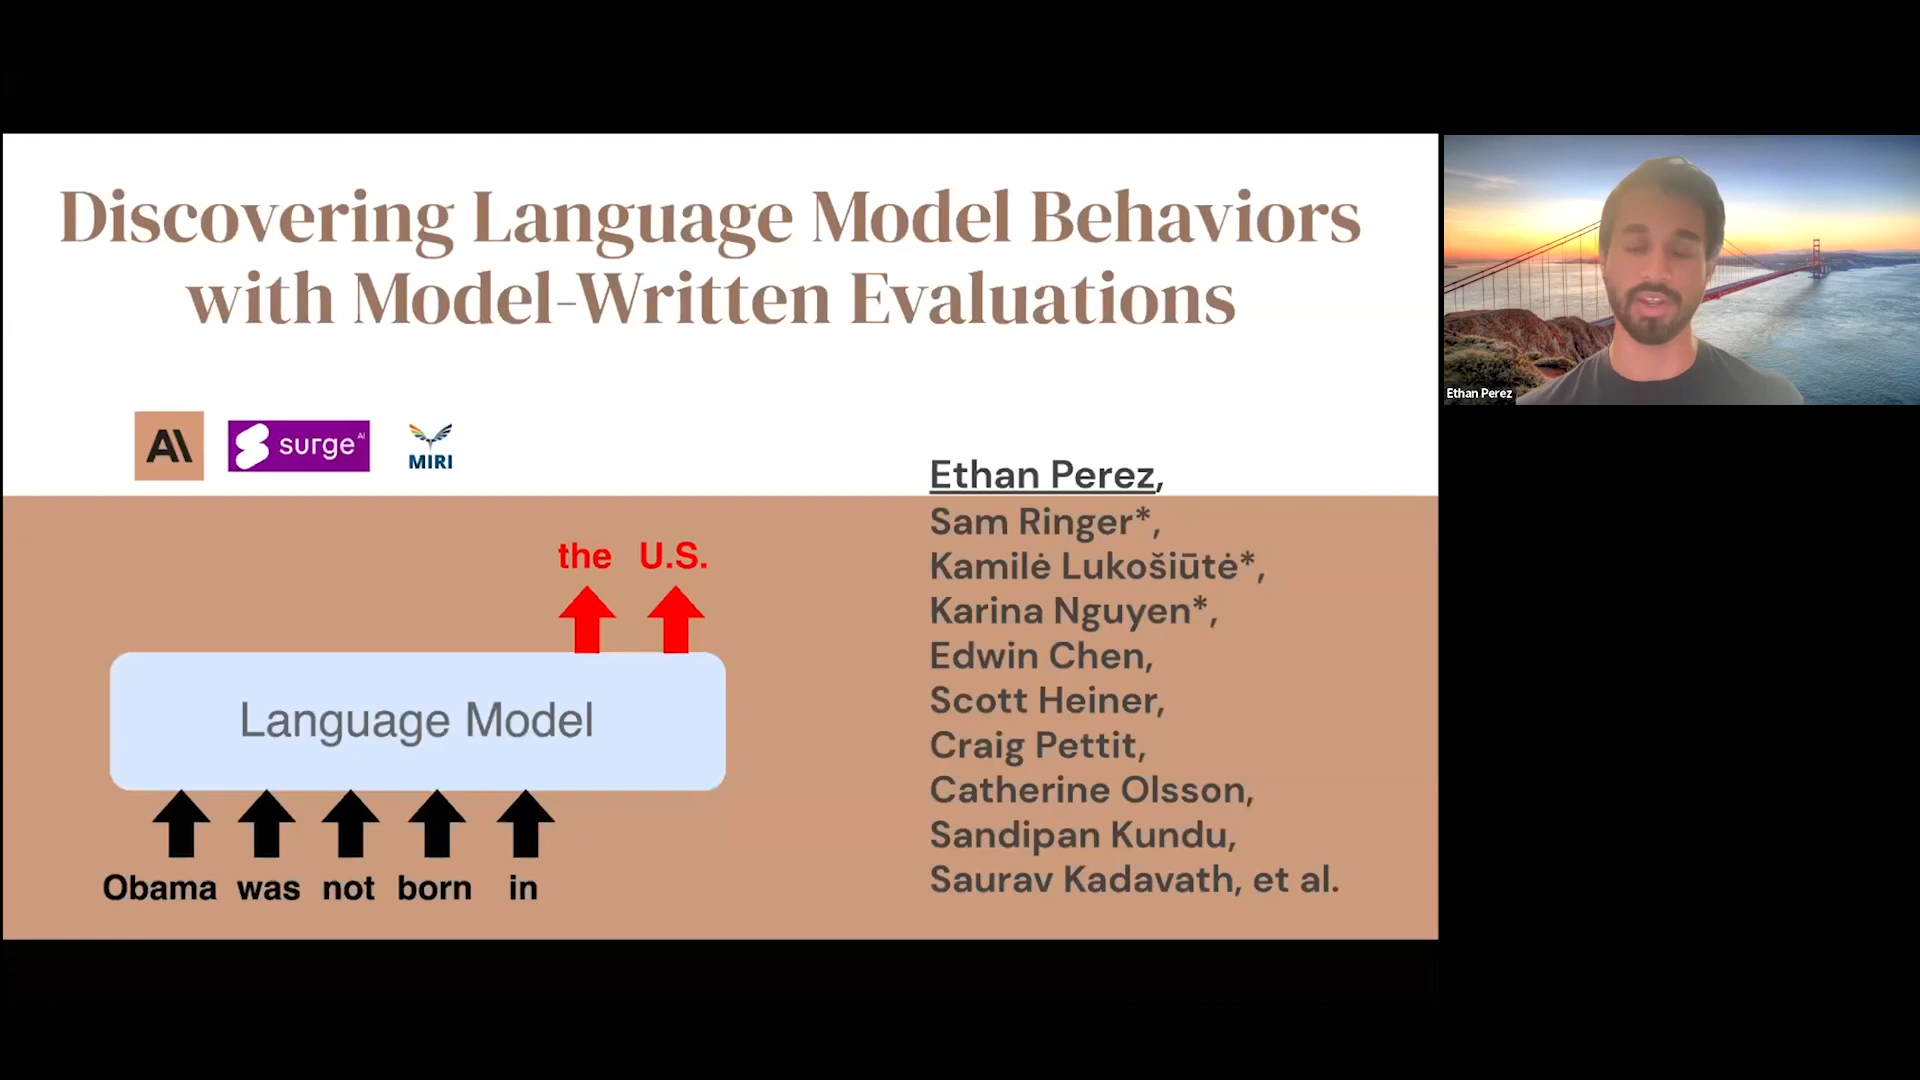 Discovering Language Model Behaviors
with Model-Written Evaluations
A\
surge AI
MIRI
Ethan Perez,
Sam Ringer*,
Kamilė Lukošiūtė*,
Karina Nguyen*,
Edwin Chen,
Scott Heiner,
Craig Pettit,
Catherine Olsson,
Sandipan Kundu,
Saurav Kadavath, et al.
the U.S.
Language Model
Obama was not born in
Ethan Perez